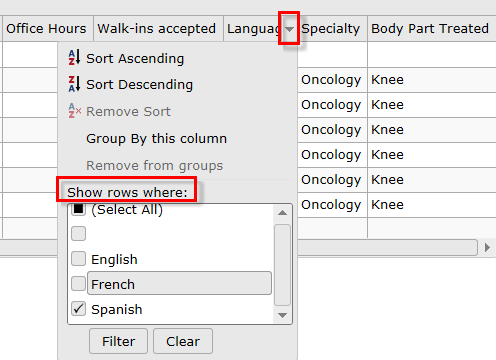 Office Hours Walk-ins accepted Languag Specialty Body Part Treated
Sort Ascending
Oncology Knee
Sort Descending
Oncology Knee
Remove Sort
Oncology Knee
Group By this column
Oncology Knee
Remove from groups
Oncology Knee
Show rows where:
Oncology Knee
(Select All)
English
French
Spanish
Filter Clear